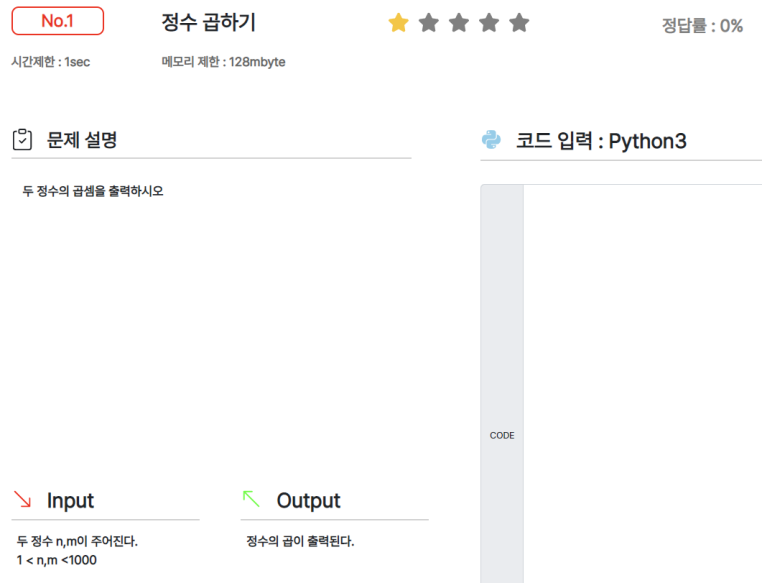 No.1 정수 곱하기 정답률 : 0%
시간제한 : 1sec 메모리 제한 : 128mbyte
문제 설명
두 정수의 곱셈을 출력하시오
코드 입력 : Python3
CODE
Input
두 정수 n,m이 주어진다.
1 < n,m <1000
Output
정수의 곱이 출력된다.